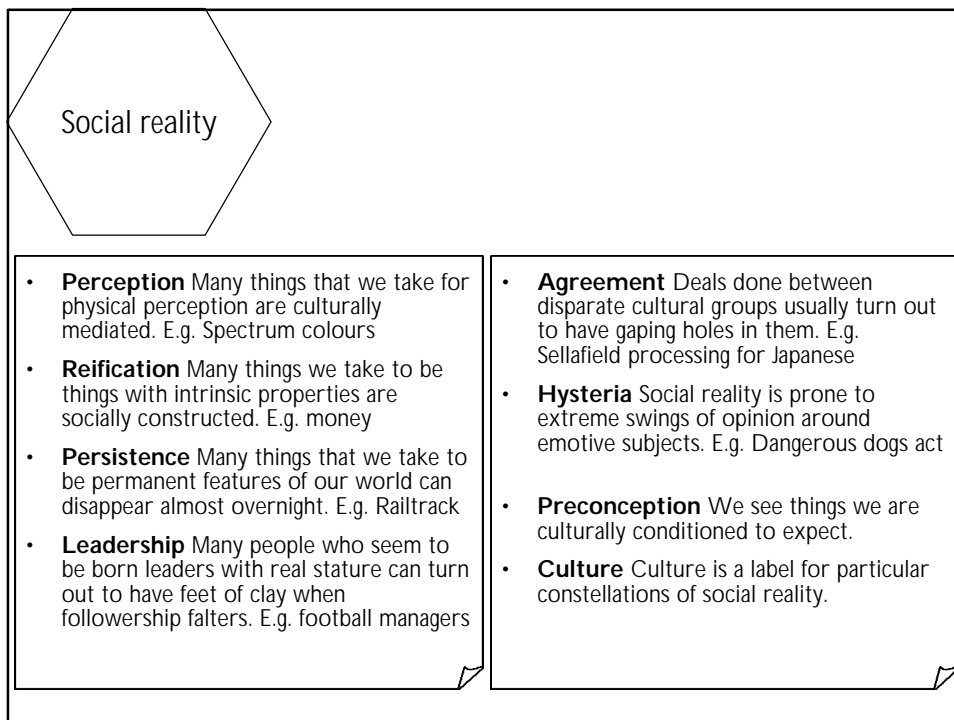 Social reality
• Perception Many things that we take for
physical perception are culturally
mediated. E.g. Spectrum colours
• Reification Many things we take to be
things with intrinsic properties are
socially constructed. E.g. money
• Persistence Many things that we take to
be permanent features of our world can
disappear almost overnight. E.g. Railtrack
• Leadership Many people who seem to
be born leaders with real stature can turn
out to have feet of clay when
followership falters. E.g. football managers
• Agreement Deals done between
disparate cultural groups usually turn out
to have gaping holes in them. E.g.
Sellafield processing for Japanese
• Hysteria Social reality is prone to
extreme swings of opinion around
emotive subjects. E.g. Dangerous dogs act
• Preconception We see things we are
culturally conditioned to expect.
• Culture Culture is a label for particular
constellations of social reality.